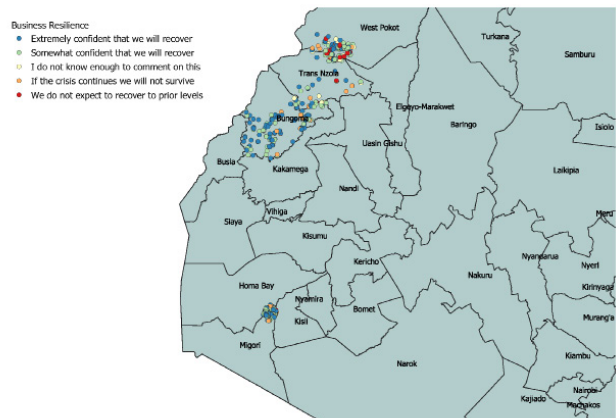 Business Resilience
Extremely confident that we will recover
Somewhat confident that we will recover
I do not know enough to comment on this
If the crisis continues we will not survive
We do not expect to recover to prior levels
West Pokot
Turkana
Samburu
Trans Nzoia
Elgeyo-Marakwet
Baringo
Isiolo
Bungoma
Uasin Gishu
Busia
Kakamega
Laikipia
Nandi
Meru
Siaya
Vihiga
Kisumu
Nyandarua
Nyeri
Kericho
Nakuru
Kirinyaga
Homa Bay
Nyamira
Bomet
Murang'a
Kisii
Migori
Kiambu
Narok
Nairobi
Kajiado
Machakos